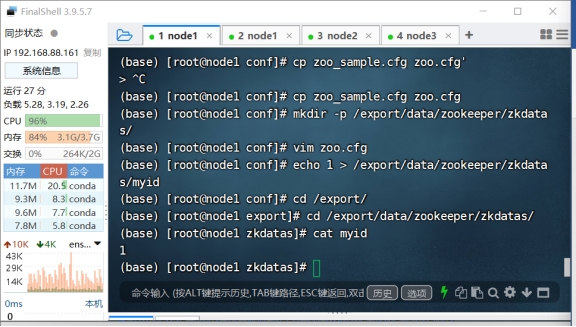 FinalShell 3.9.5.7
同步状态
IP 192.168.88.161 复制
系统信息
运行 27 分
负载 5.28, 3.19, 2.26
CPU 96%
内存 84% 3.1G/3.7G
交换 0% 264K/2G
内存 CPU 命令
11.7M 20.5 conda
9.3M 8.3 conda
9.6M 7.7 conda
7.8M 5.8 conda
10K 4K ens...
43K
29K
14K
0ms 本机
0
1 node1 2 node1 3 node2 4 node3
(base) [root@node1 conf]# cp zoo_sample.cfg zoo.cfg'
> ^C
(base) [root@node1 conf]# cp zoo_sample.cfg zoo.cfg
(base) [root@node1 conf]# mkdir -p /export/data/zookeeper/zkdata
s/
(base) [root@node1 conf]# vim zoo.cfg
(base) [root@node1 conf]# echo 1 > /export/data/zookeeper/zkdata
s/myid
(base) [root@node1 conf]# cd /export/
(base) [root@node1 export]# cd /export/data/zookeeper/zkdatas/
(base) [root@node1 zkdatas]# cat myid
1
(base) [root@node1 zkdatas]#
命令输入 (按ALT键提示历史,TAB键路径,ESC键返回,双击 历史 选项